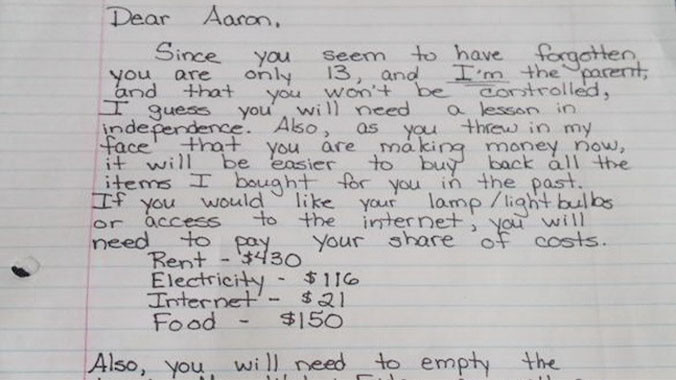 Dear Aaron,
Since you seem to have forgotten
you are only 13, and I'm the parent,
and that you won't be controlled,
I guess you will need a lesson in
independence. Also, as you threw in my
face that you are making money now,
it will be easier to buy back all the
items I bought for you in the past.
If you would like your lamp/light bulbs
or access to the internet, you will
need to pay your share of costs.
Rent - $430
Electricity - $116
Internet - $21
Food - $150
Also, you will need to empty the